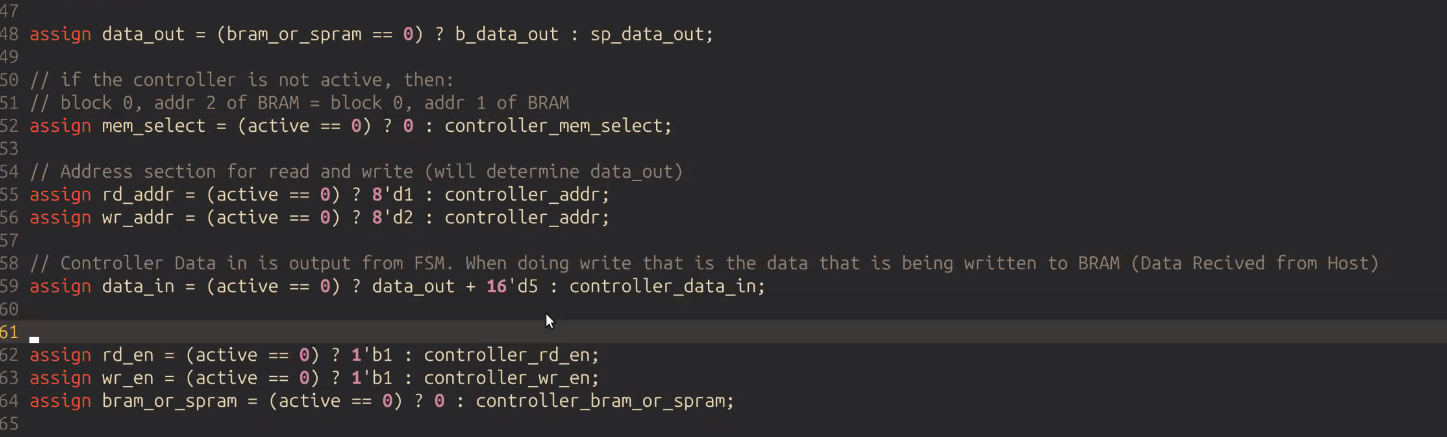 47
48 assign data_out = (bram_or_spram == 0) ? b_data_out : sp_data_out;
49
50 // if the controller is not active, then:
51 // block 0, addr 2 of BRAM = block 0, addr 1 of BRAM
52 assign mem_select = (active == 0) ? 0 : controller_mem_select;
53
54 // Address section for read and write (will determine data_out)
55 assign rd_addr = (active == 0) ? 8'd1 : controller_addr;
56 assign wr_addr = (active == 0) ? 8'd2 : controller_addr;
57
58 // Controller Data in is output from FSM. When doing write that is the data that is being written to BRAM (Data Recived from Host)
59 assign data_in = (active == 0) ? data_out + 16'd5 : controller_data_in;
60
61
62 assign rd_en = (active == 0) ? 1'b1 : controller_rd_en;
63 assign wr_en = (active == 0) ? 1'b1 : controller_wr_en;
64 assign bram_or_spram = (active == 0) ? 0 : controller_bram_or_spram;
65